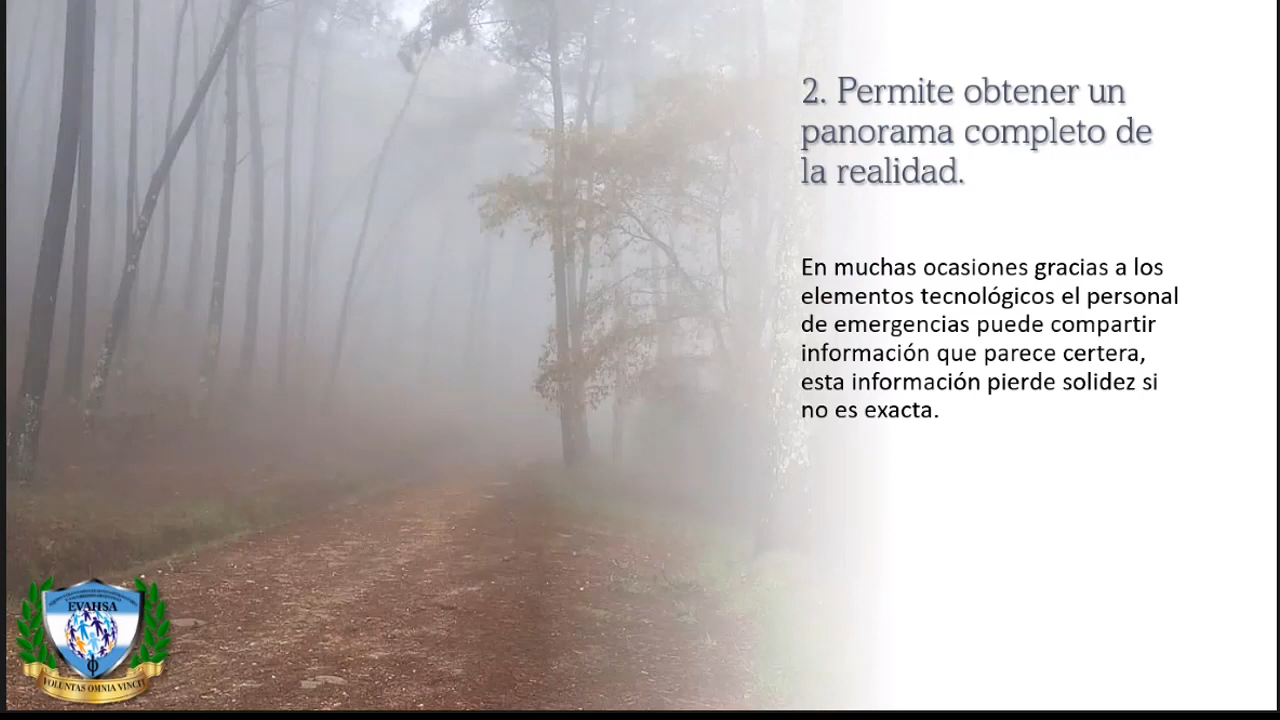 2. Permite obtener un
panorama completo de
la realidad.
En muchas ocasiones gracias a los
elementos tecnológicos el personal
de emergencias puede compartir
información que parece certera,
esta información pierde solidez si
no es exacta.
EVAHSA
VOLUNTAS OMNIA VINCIT